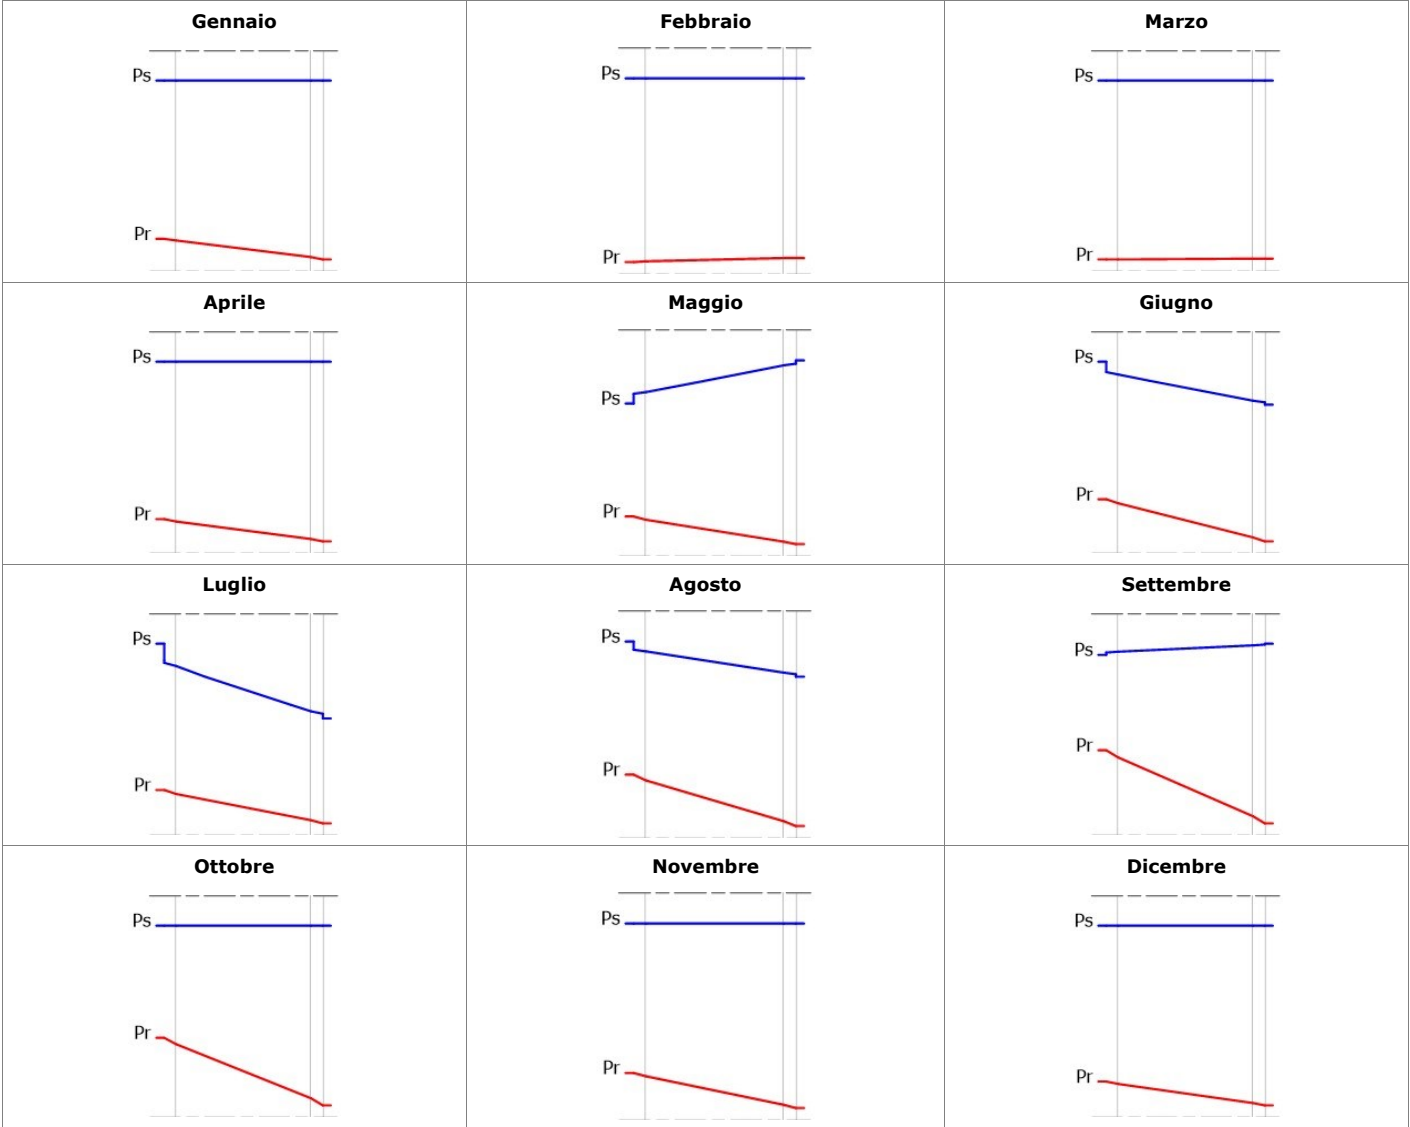 Gennaio
Ps
Pr
Febbraio
Ps
Pr
Marzo
Ps
Pr
Aprile
Ps
Pr
Maggio
Ps
Pr
Giugno
Ps
Pr
Luglio
Ps
Pr
Agosto
Ps
Pr
Settembre
Ps
Pr
Ottobre
Ps
Pr
Novembre
Ps
Pr
Dicembre
Ps
Pr